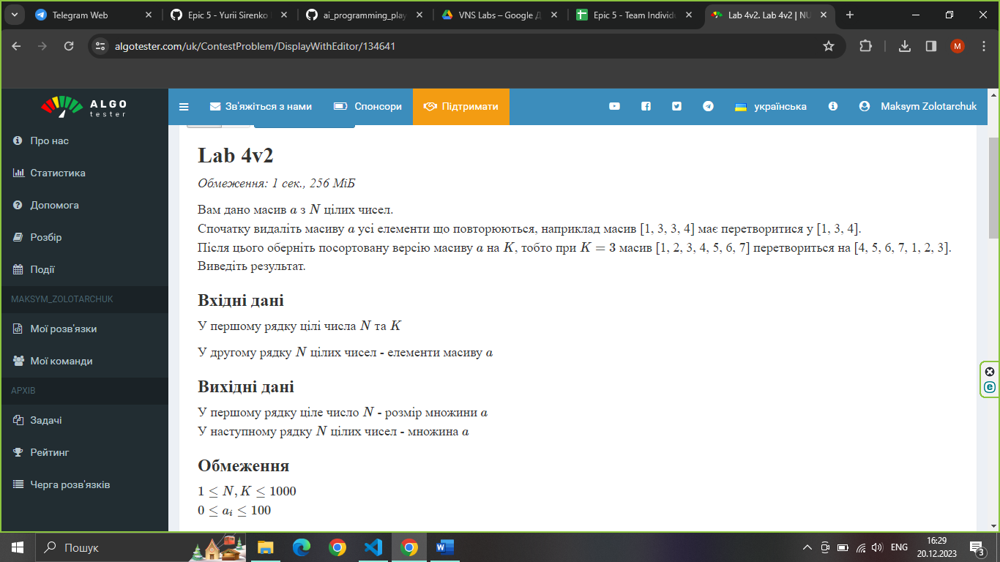 Telegram Web
Epic 5 - Yurii Sirenko
ai_programming_play
VNS Labs – Google Д
Epic 5 - Team Individu
Lab 4v2. Lab 4v2 | NU
algotester.com/uk/ContestProblem/DisplayWithEditor/134641
M
ALGO
tester
Зв'яжіться з нами
Спонсори
Підтримати
українська
Maksym Zolotarchuk
Про нас
Статистика
Допомога
Розбір
Події
MAKSYM_ZOLOTARCHUK
Мої розв'язки
Мої команди
АРХІВ
Задачі
Рейтинг
Черга розв'язків
Lab 4v2
Обмеження: 1 сек., 256 МіБ
Вам дано масив a з N цілих чисел.
Спочатку видаліть масиву a усі елементи що повторюються, наприклад масив [1, 3, 3, 4] має перетворитися у [1, 3, 4].
Після цього оберніть посортовану версію масиву a на K, тобто при K = 3 масив [1, 2, 3, 4, 5, 6, 7] перетвориться на [4, 5, 6, 7, 1, 2, 3].
Виведіть результат.
Вхідні дані
У першому рядку цілі числа N та K
У другому рядку N цілих чисел - елементи масиву a
Вихідні дані
У першому рядку ціле число N - розмір множини a
У наступному рядку N цілих чисел - множина a
Обмеження
1 ≤ N, K ≤ 1000
0 ≤ aᵢ ≤ 100
Пошук
ENG
16:29
20.12.2023
3